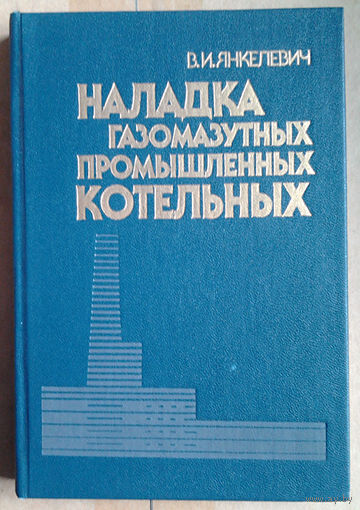 В.И.ЯНКЕЛЕВИЧ
НАЛАДКА
ГАЗОМАЗУТНЫХ
ПРОМЫШЛЕННЫХ
КОТЕЛЬНЫХ